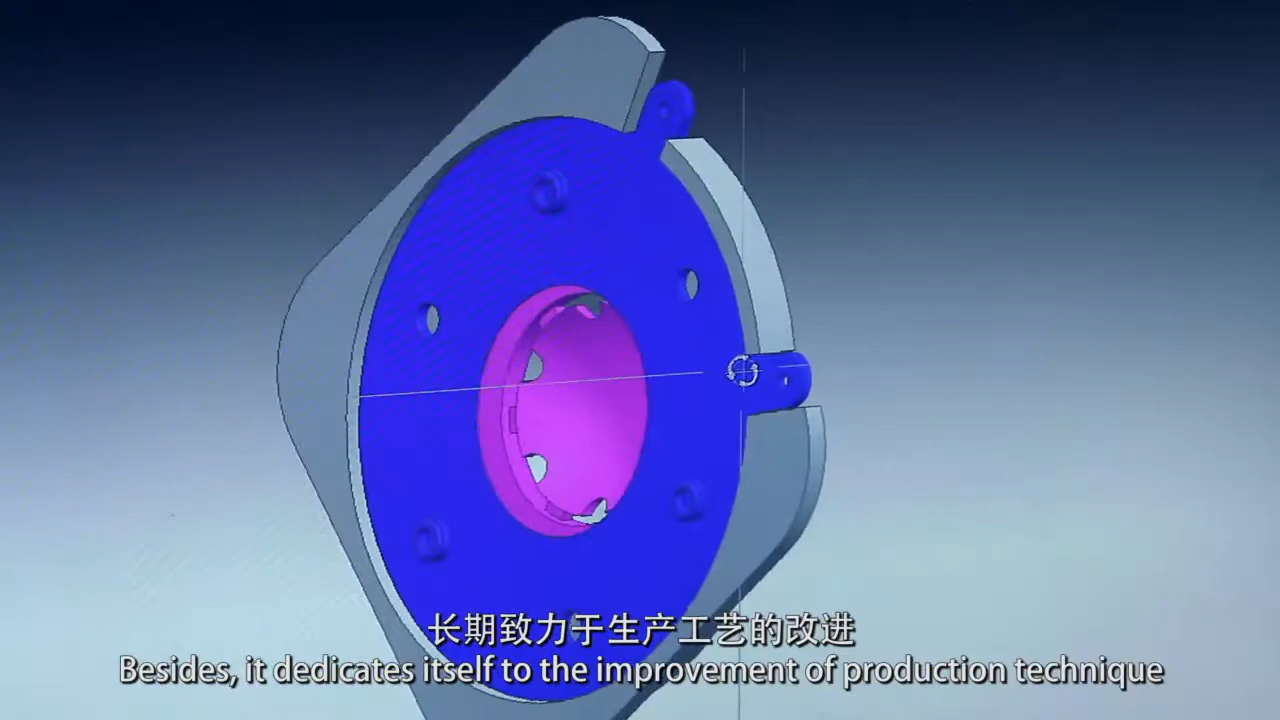 长期致力于生产工艺的改进
Besides, it dedicates itself to the improvement of production technique